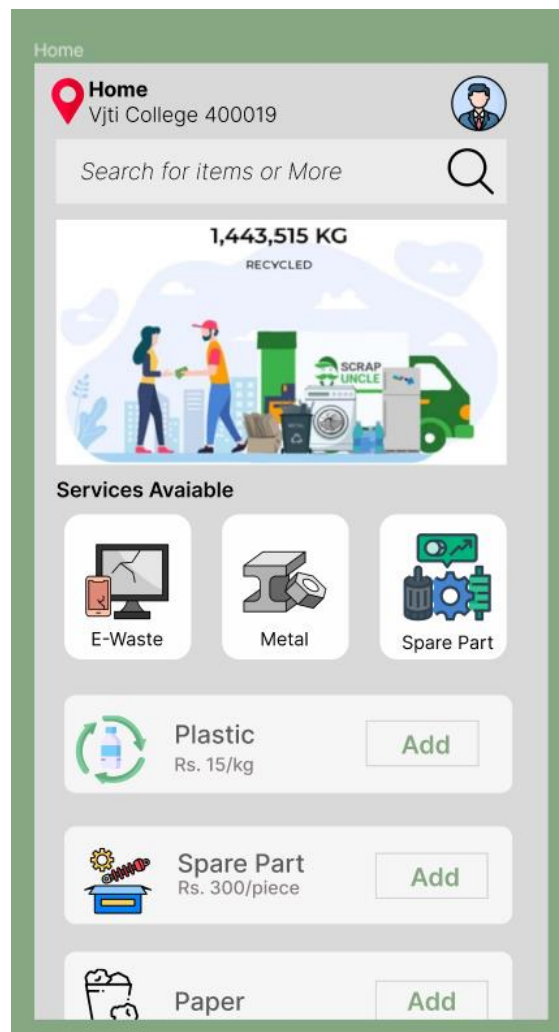 Home
Home
Vjti College 400019
Search for items or More
1,443,515 KG
RECYCLED
SCRAP
UNCLE
Services Avaiable
E-Waste
Metal
Spare Part
Plastic
Rs. 15/kg
Add
Spare Part
Rs. 300/piece
Add
Paper
Add